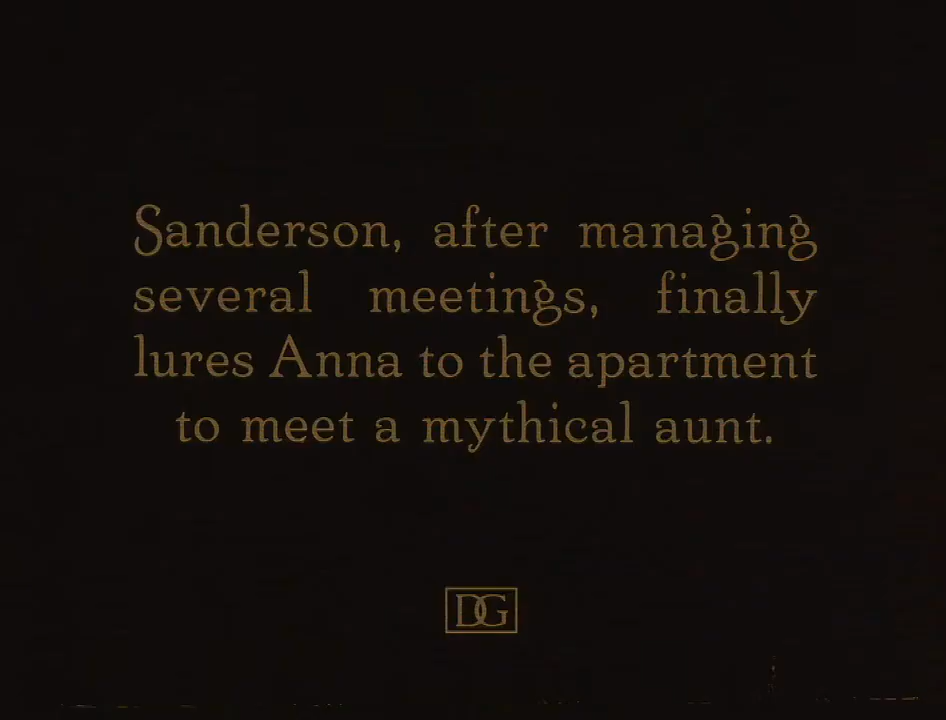 Sanderson, after managing
several meetings, finally
lures Anna to the apartment
to meet a mythical aunt.
DG